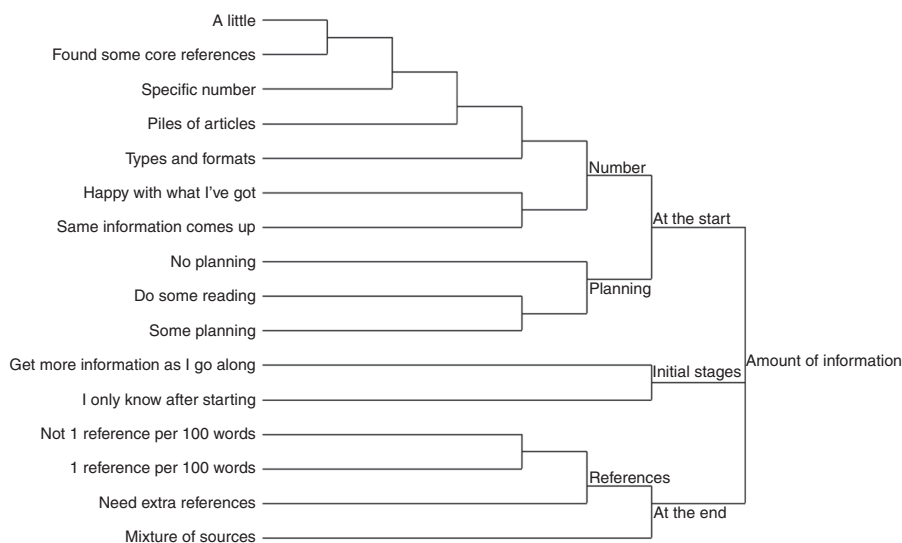 A little
Found some core references
Specific number
Piles of articles
Types and formats
Happy with what I've got
Same information comes up
No planning
Do some reading
Some planning
Get more information as I go along
I only know after starting
Not 1 reference per 100 words
1 reference per 100 words
Need extra references
Mixture of sources
Number
Planning
References
At the start
Initial stages
At the end
Amount of information